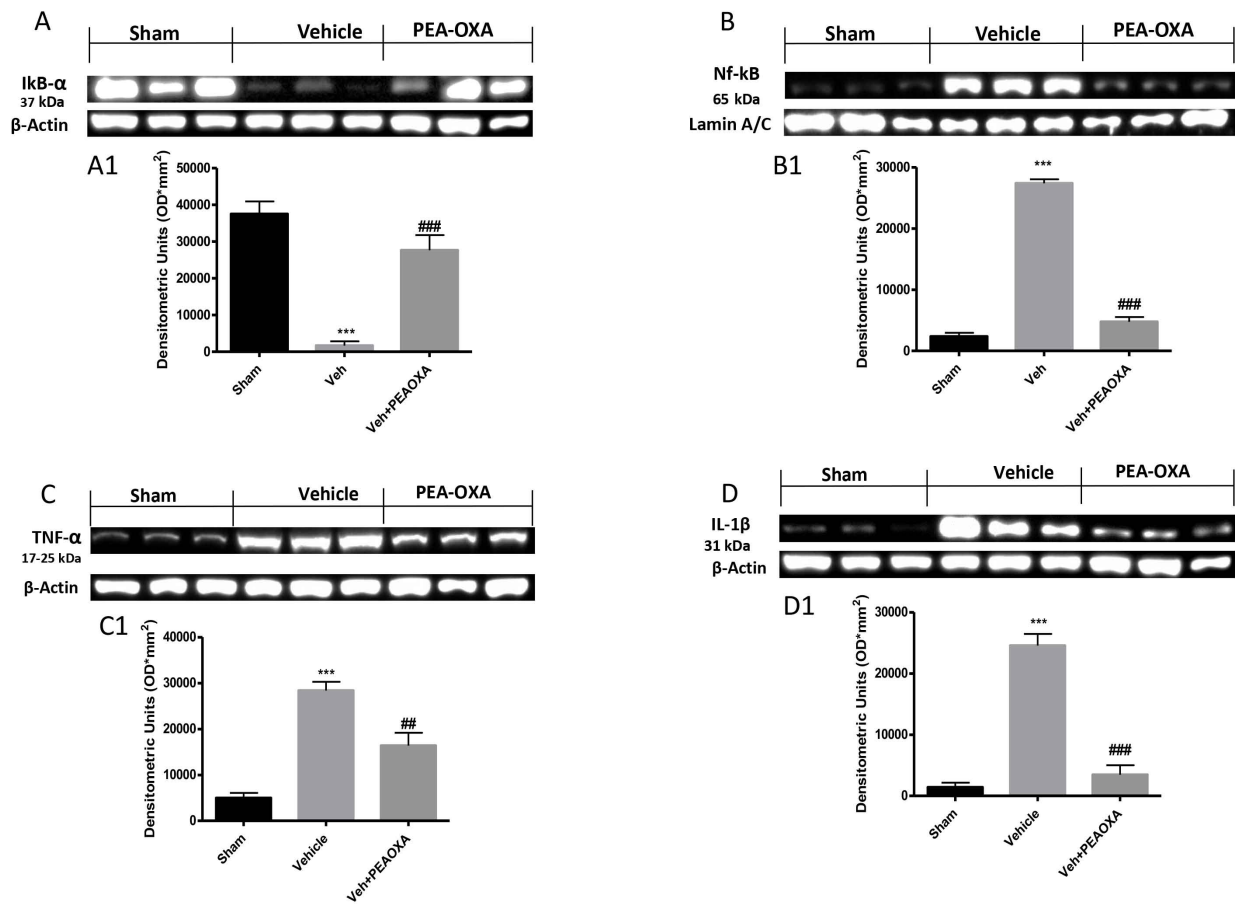 A
Sham
Vehicle
PEA-OXA
IkB-α
37 kDa
β-Actin
A1
Densitometric Units (OD*mm²)
50000
40000
30000
20000
10000
0
***
###
Sham
Veh
Veh+PEAOXA
B
Sham
Vehicle
PEA-OXA
Nf-kB
65 kDa
Lamin A/C
B1
Densitometric Units (OD*mm²)
30000
20000
10000
0
***
###
Sham
Veh
Veh+PEAOXA
C
Sham
Vehicle
PEA-OXA
TNF-α
17-25 kDa
β-Actin
C1
Densitometric Units (OD*mm²)
40000
30000
20000
10000
0
***
##
Sham
Vehicle
Veh+PEAOXA
D
Sham
Vehicle
PEA-OXA
IL-1β
31 kDa
β-Actin
D1
Densitometric Units (OD*mm²)
30000
20000
10000
0
***
###
Sham
Vehicle
Veh+PEAOXA